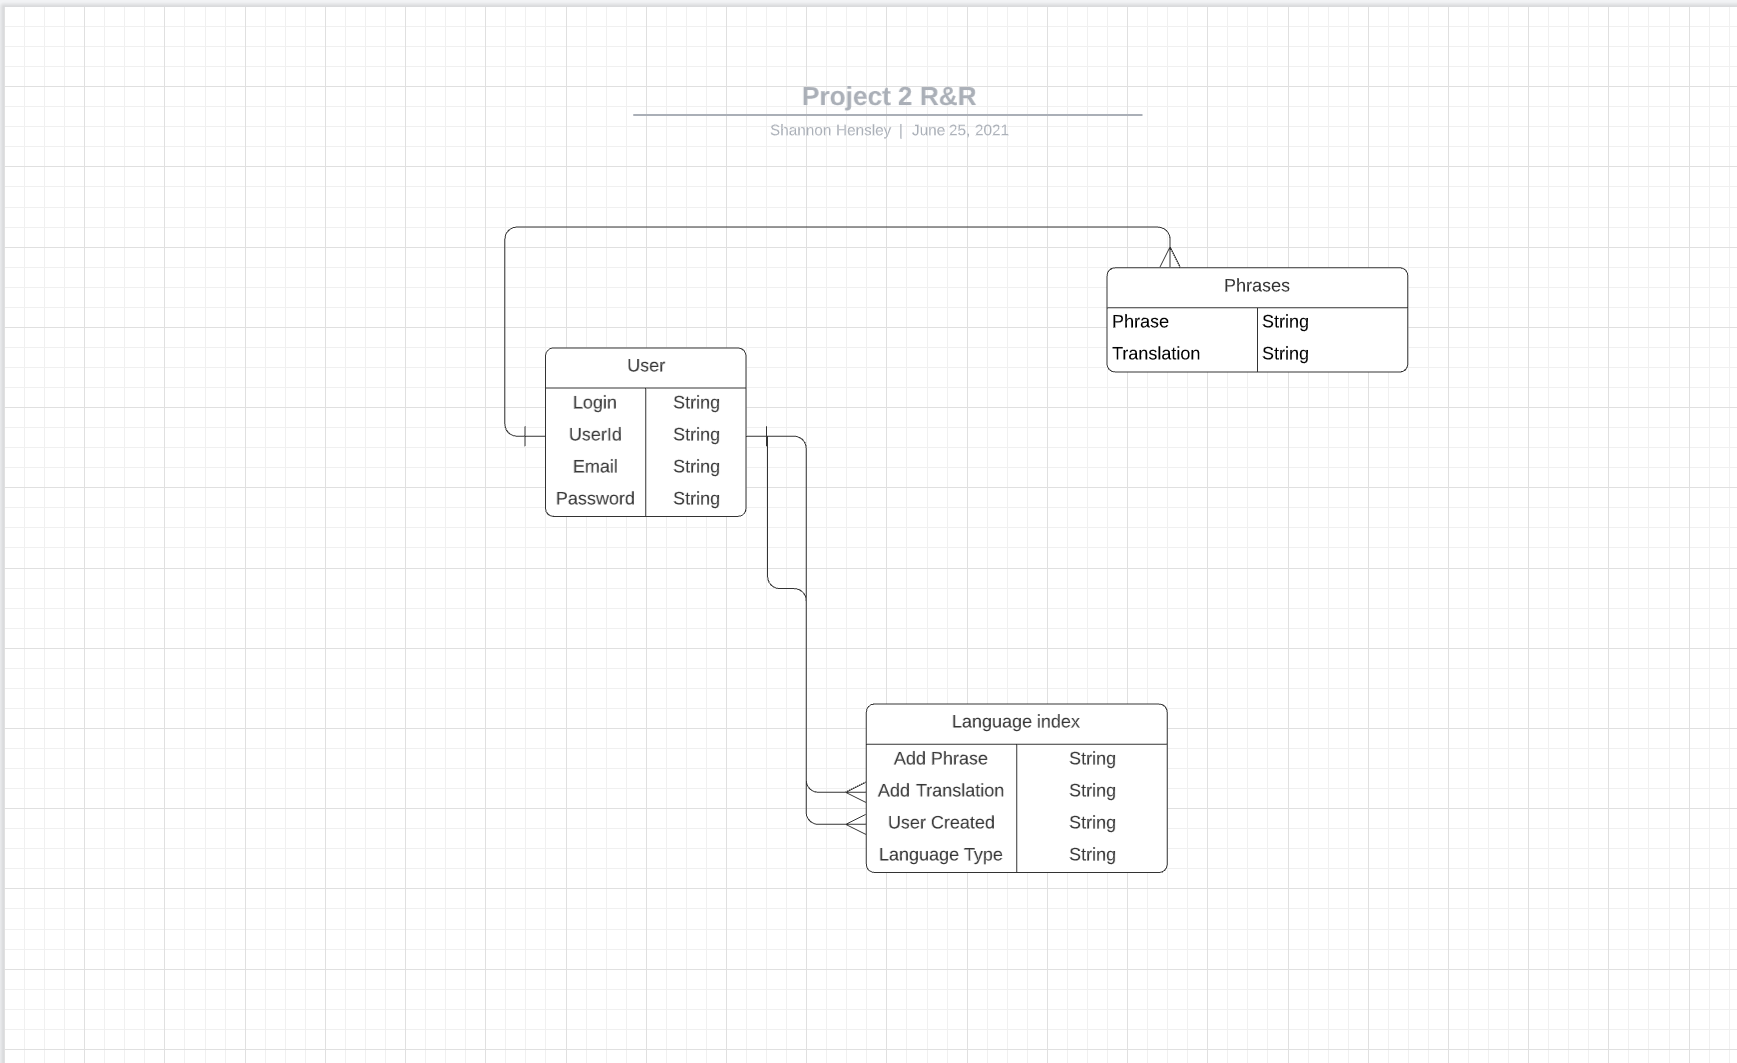 Project 2 R&R
Shannon Hensley | June 25, 2021
Phrases
Phrase String
Translation String
User
Login String
UserId String
Email String
Password String
Language index
Add Phrase String
Add Translation String
User Created String
Language Type String